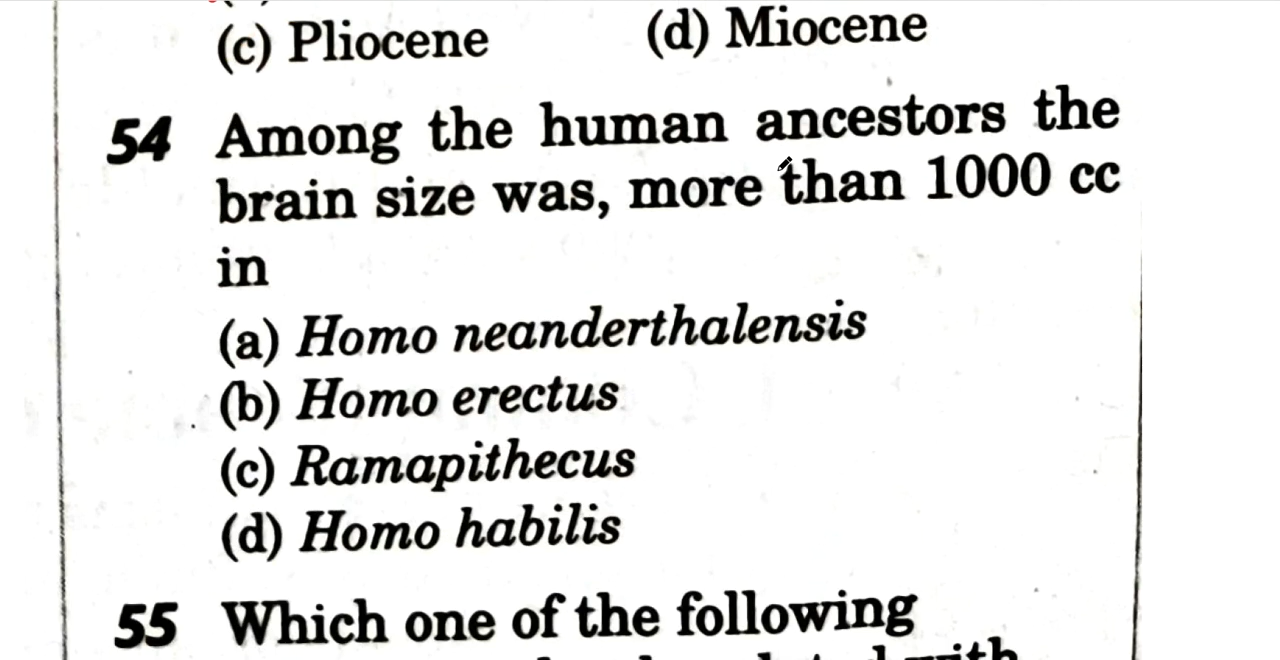 (c) Pliocene (d) Miocene
54 Among the human ancestors the
brain size was, more than 1000 cc
in
(a) Homo neanderthalensis
(b) Homo erectus
(c) Ramapithecus
(d) Homo habilis
55 Which one of the following
with